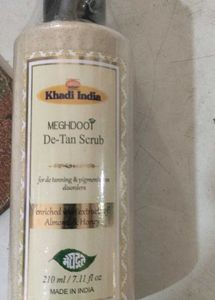 Khadi India
MEGHDOOT
De-Tan Scrub
for de tanning & pigmentation
disorders
enriched with extracts of
Almond & Honey
210 ml / 7.11 fl oz
MADE IN INDIA